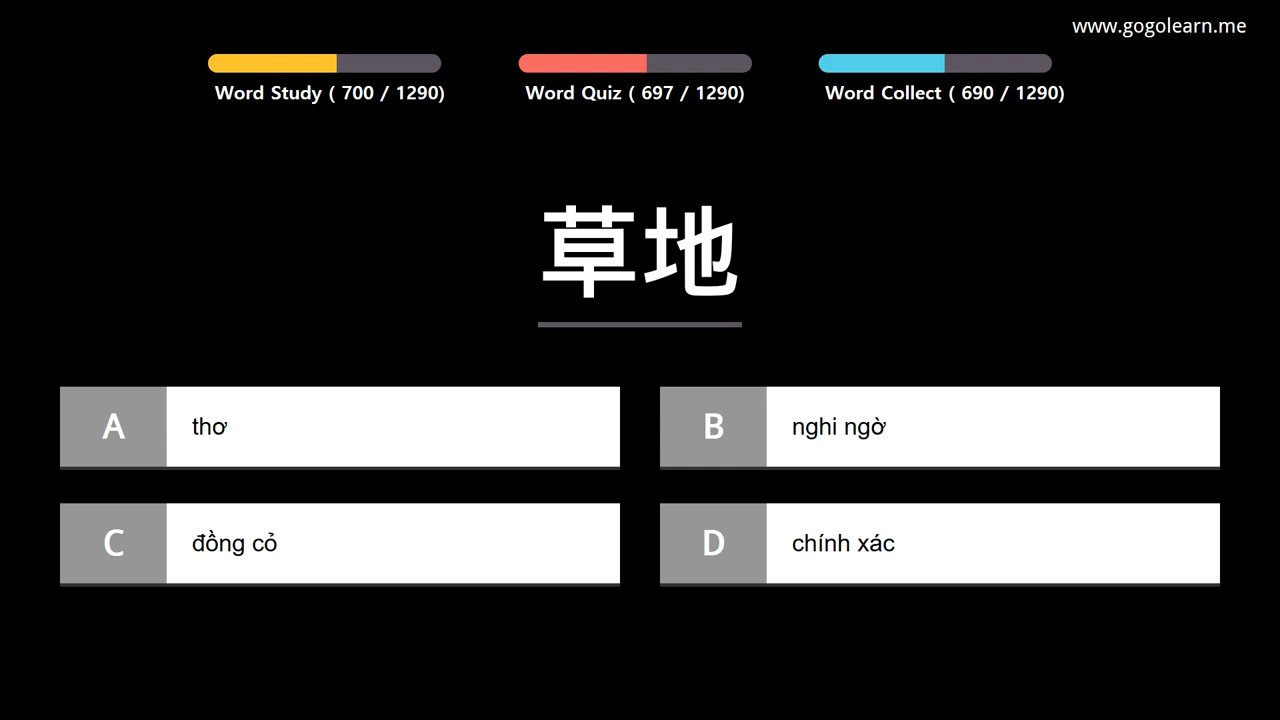 www.gogolearn.me
Word Study ( 700 / 1290)
Word Quiz ( 697 / 1290)
Word Collect ( 690 / 1290)
草地
A thơ
B nghi ngờ
C đồng cỏ
D chính xác